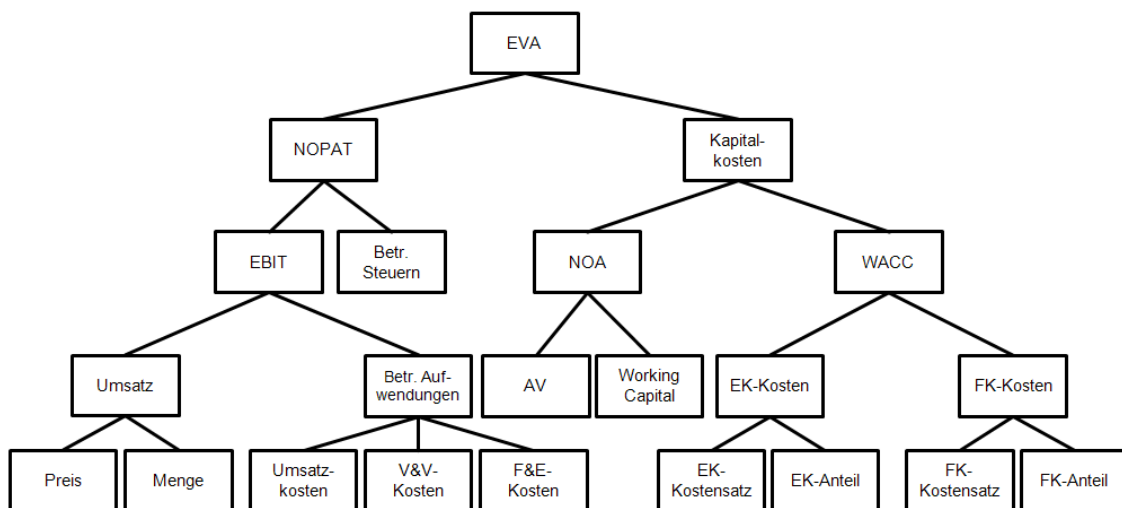 EVA
NOPAT
Kapital-
kosten
EBIT
Betr.
Steuern
NOA
WACC
Umsatz
Betr. Auf-
wendungen
AV
Working
Capital
EK-Kosten
FK-Kosten
Preis
Menge
Umsatz-
kosten
V&V-
Kosten
F&E-
Kosten
EK-
Kostensatz
EK-Anteil
FK-
Kostensatz
FK-Anteil